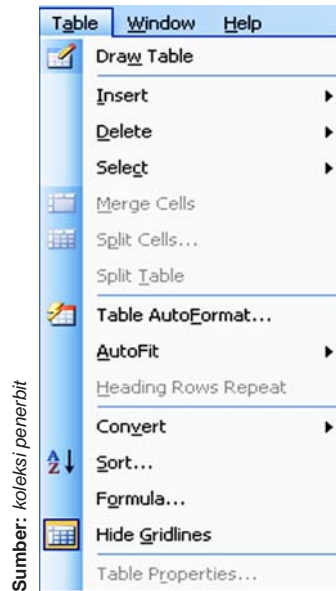 Table Window Help
Draw Table
Insert
Delete
Select
Merge Cells
Split Cells...
Split Table
Table AutoFormat...
AutoFit
Heading Rows Repeat
Convert
Sort...
Formula...
Hide Gridlines
Table Properties...
Sumber: koleksi penerbit